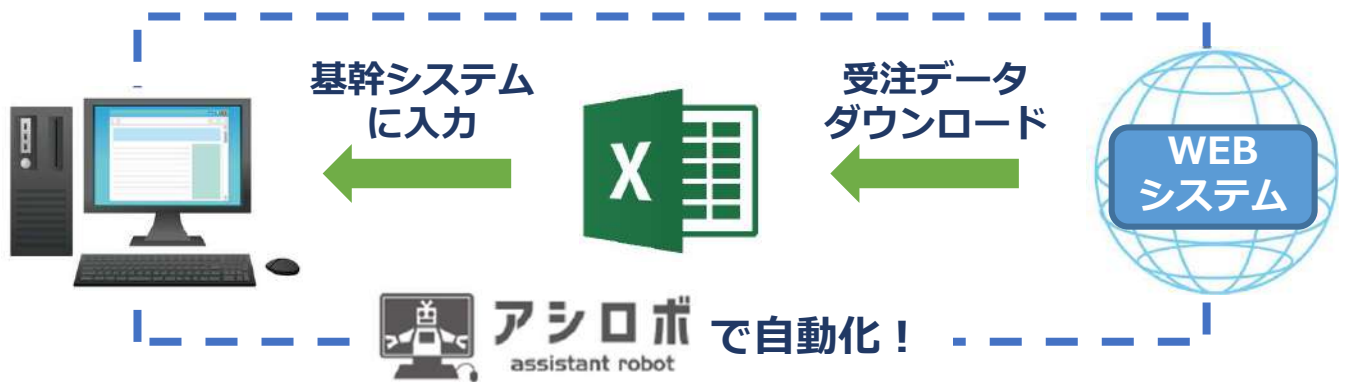 基幹システム
に入力
受注データ
ダウンロード
X
WEB
システム
アシロボ
assistant robot
で自動化！